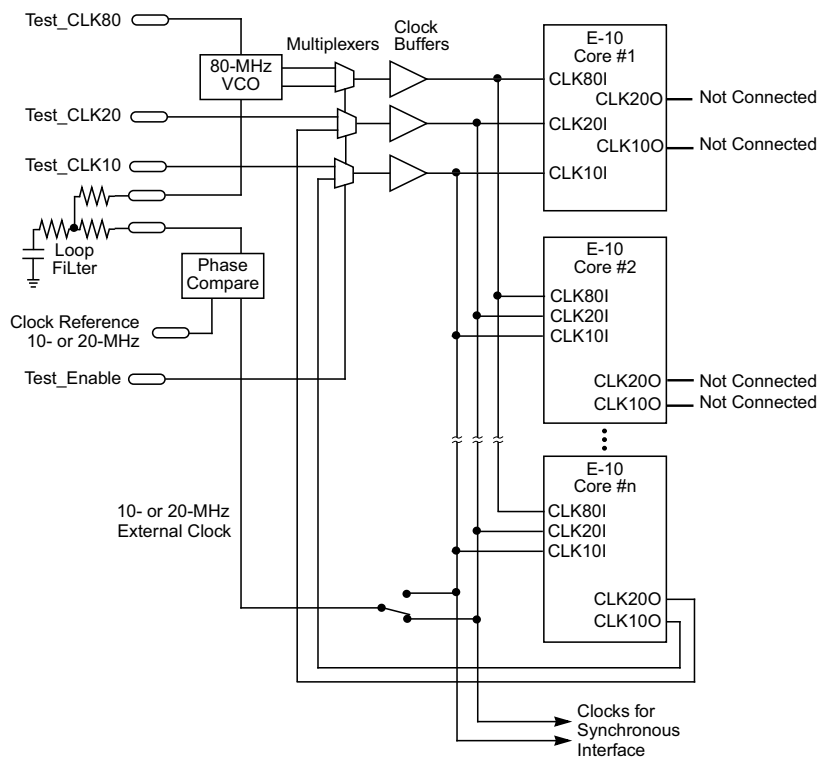 Test_CLK80
Multiplexers
Clock
Buffers
80-MHz
VCO
E-10
Core #1
CLK80I
CLK20O
Not Connected
Test_CLK20
CLK20I
CLK10O
Not Connected
Test_CLK10
CLK10I
Loop
FiLter
Phase
Compare
E-10
Core #2
CLK80I
CLK20I
CLK10I
Clock Reference
10- or 20-MHz
Test_Enable
CLK20O
Not Connected
CLK10O
Not Connected
E-10
Core #n
CLK80I
CLK20I
CLK10I
10- or 20-MHz
External Clock
CLK20O
CLK10O
Clocks for
Synchronous
Interface